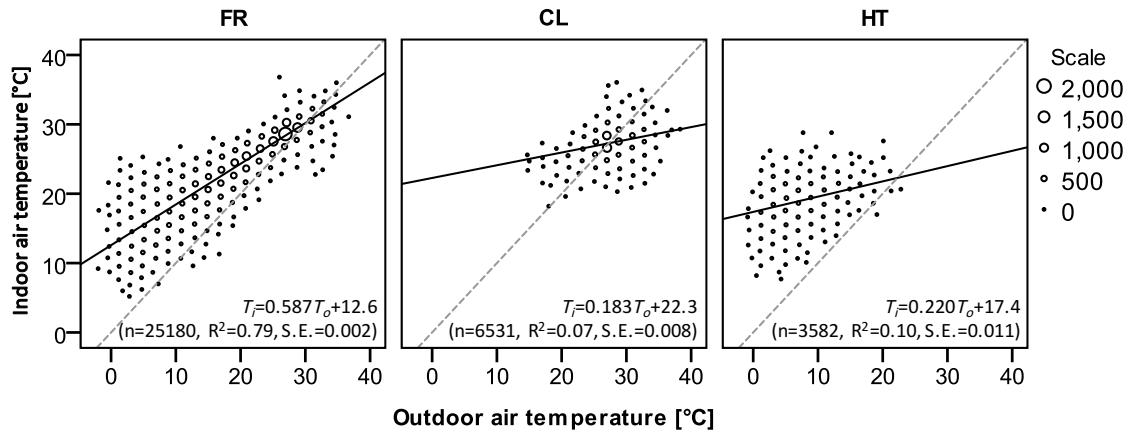 FR CL HT
Indoor air temperature [°C]
40
30
20
10
0
Tᵢ=0.587Tₒ+12.6
(n=25180, R²=0.79, S.E.=0.002)
Tᵢ=0.183Tₒ+22.3
(n=6531, R²=0.07, S.E.=0.008)
Tᵢ=0.220Tₒ+17.4
(n=3582, R²=0.10, S.E.=0.011)
Scale
2,000
1,500
1,000
500
0
0 10 20 30 40 0 10 20 30 40 0 10 20 30 40
Outdoor air temperature [°C]